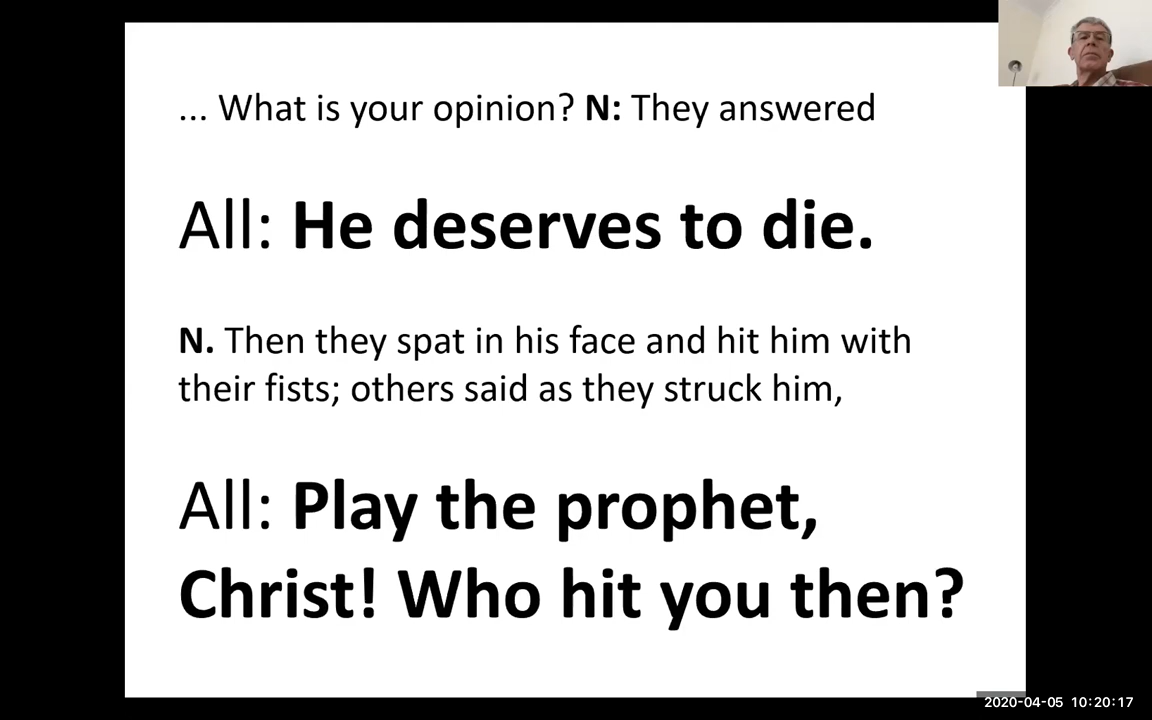 ... What is your opinion? N: They answered
All: He deserves to die.
N. Then they spat in his face and hit him with
their fists; others said as they struck him,
All: Play the prophet,
Christ! Who hit you then?
2020-04-05 10:20:17